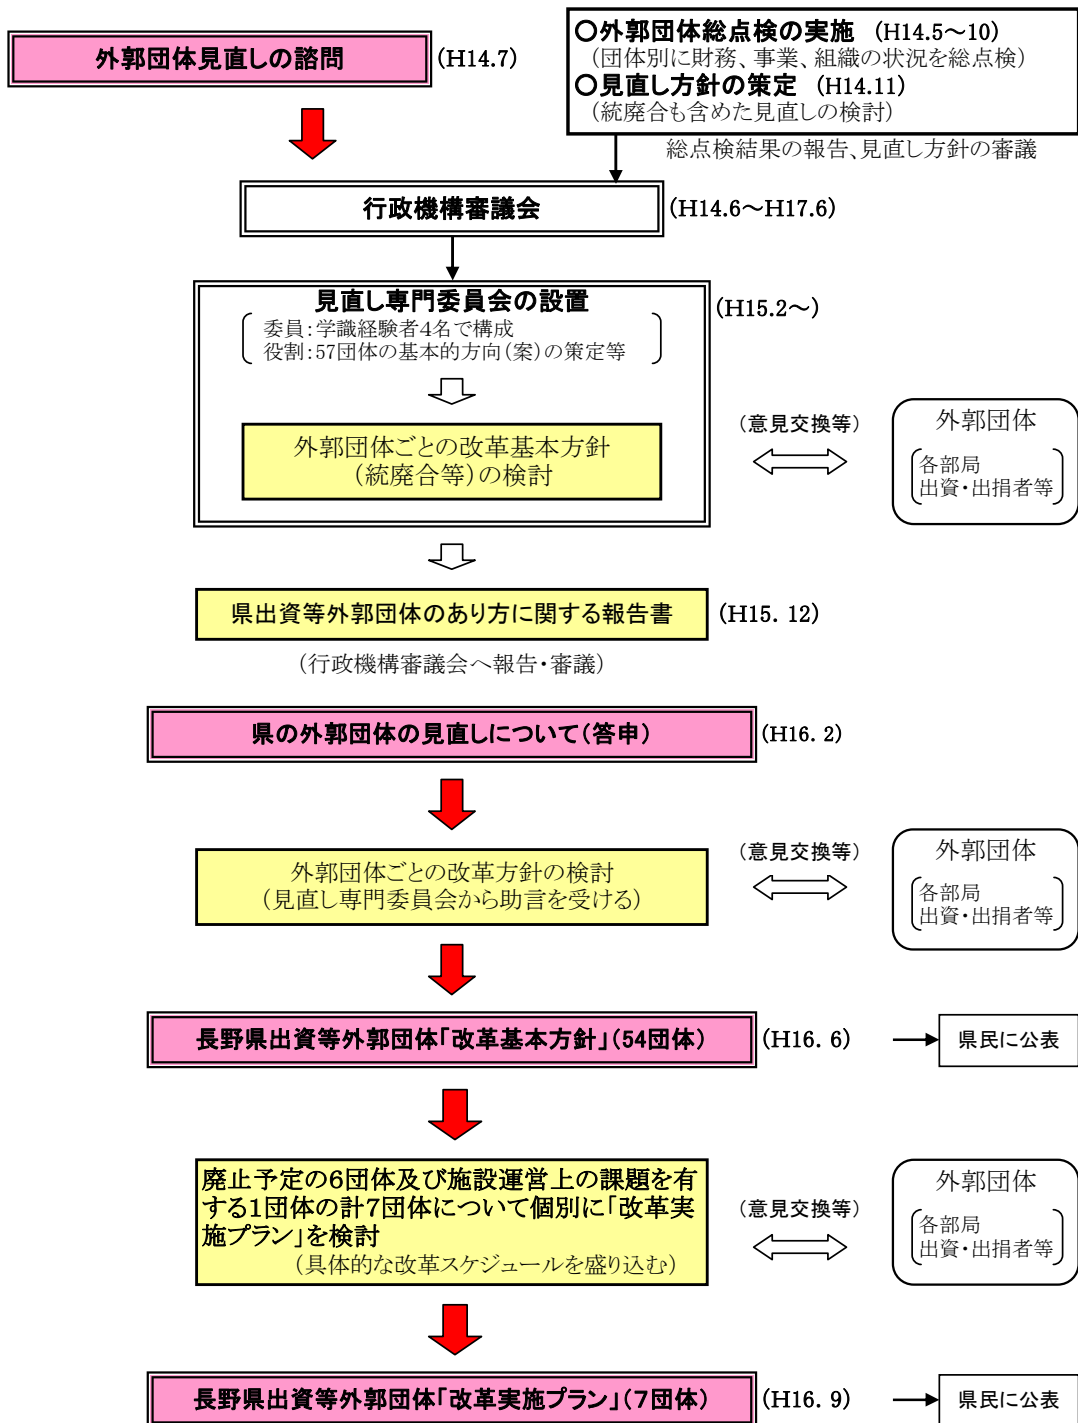 外郭団体見直しの諮問
(H14.7)
○外郭団体総点検の実施 (H14.5～10)
(団体別に財務、事業、組織の状況を総点検)
○見直し方針の策定 (H14.11)
(統廃合も含めた見直しの検討)
総点検結果の報告、見直し方針の審議
行政機構審議会
(H14.6～H17.6)
見直し専門委員会の設置
(H15.2～)
委員：学識経験者4名で構成
役割：57団体の基本的方向(案)の策定等
外郭団体ごとの改革基本方針
(統廃合等)の検討
(意見交換等)
外郭団体
各部局
出資・出捐者等
県出資等外郭団体のあり方に関する報告書
(H15．12)
(行政機構審議会へ報告・審議)
県の外郭団体の見直しについて(答申)
(H16．2)
外郭団体ごとの改革方針の検討
(見直し専門委員会から助言を受ける)
(意見交換等)
外郭団体
各部局
出資・出捐者等
長野県出資等外郭団体「改革基本方針」(54団体)
(H16．6)
県民に公表
廃止予定の6団体及び施設運営上の課題を有
する1団体の計7団体について個別に「改革実
施プラン」を検討
(具体的な改革スケジュールを盛り込む)
(意見交換等)
外郭団体
各部局
出資・出捐者等
長野県出資等外郭団体「改革実施プラン」(7団体)
(H16．9)
県民に公表